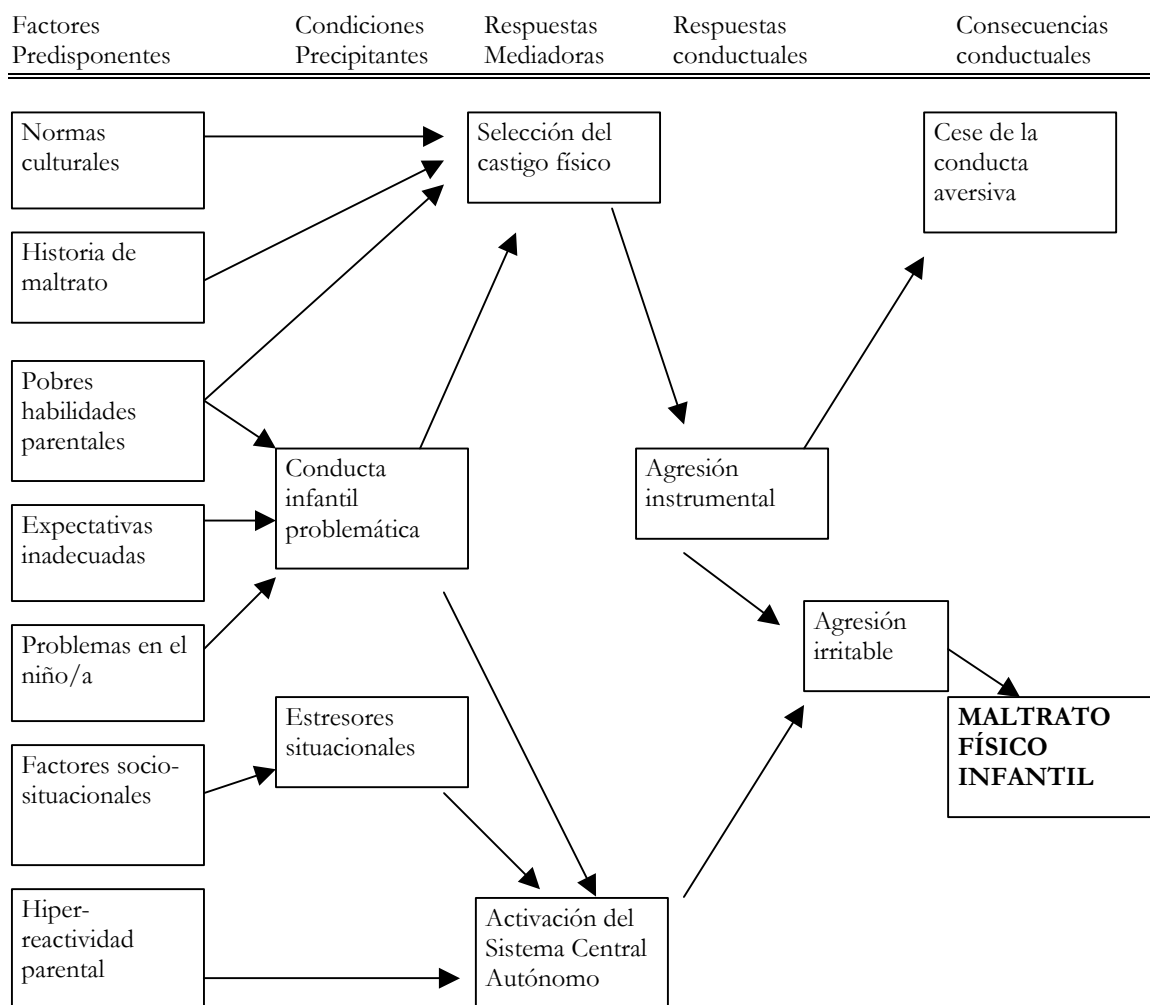 Factores
Predisponentes
Condiciones
Precipitantes
Respuestas
Mediadoras
Respuestas
conductuales
Consecuencias
conductuales
Normas
culturales
Historia de
maltrato
Pobres
habilidades
parentales
Expectativas
inadecuadas
Problemas en el
niño/a
Factores socio-
situacionales
Hiper-
reactividad
parental
Conducta
infantil
problemática
Estresores
situacionales
Selección del
castigo físico
Activación del
Sistema Central
Autónomo
Agresión
instrumental
Agresión
irritable
Cese de la
conducta
aversiva
MALTRATO
FÍSICO
INFANTIL